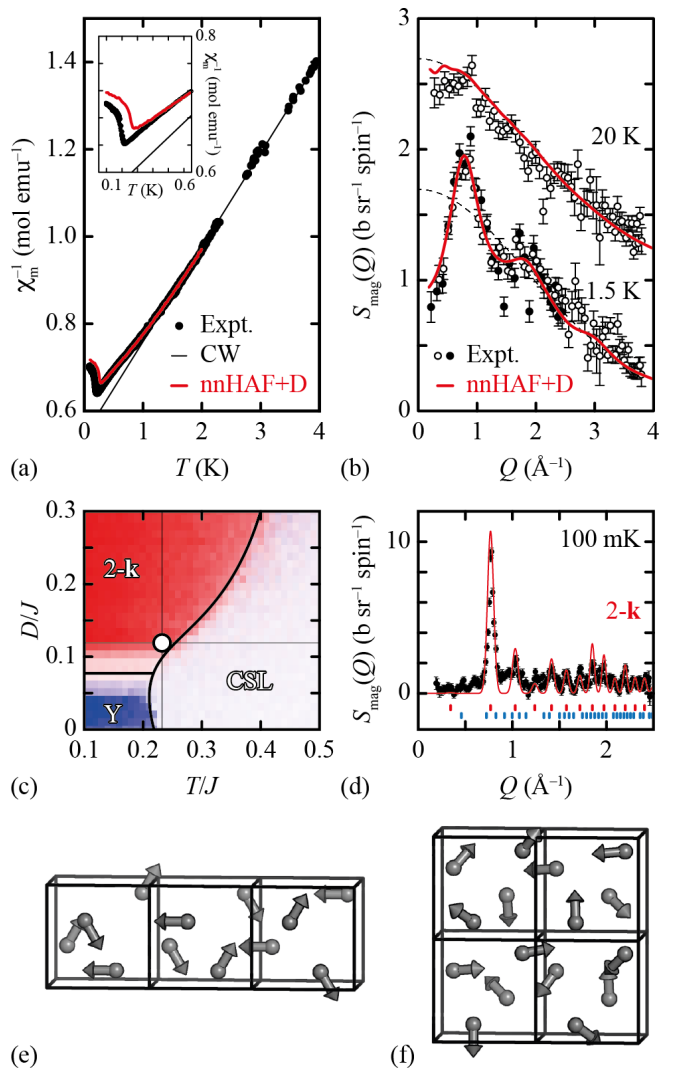 χₘ⁻¹ (mol emu⁻¹)
1.4
1.2
1.0
0.8
0.6
0.8
0.6
χₘ⁻¹ (mol emu⁻¹)
0.1
0.6
T (K)
Expt.
CW
nnHAF+D
0 1 2 3 4
(a)
T (K)
S_mag(Q) (b sr⁻¹ spin⁻¹)
3
2
1
0
20 K
1.5 K
Expt.
nnHAF+D
0 1 2 3 4
(b)
Q (Å⁻¹)
D/J
0.3
0.2
0.1
0
2-k
CSL
Y
0.1 0.2 0.3 0.4 0.5
(c)
T/J
S_mag(Q) (b sr⁻¹ spin⁻¹)
10
0
100 mK
2-k
0 1 2
(d)
Q (Å⁻¹)
(e)
(f)